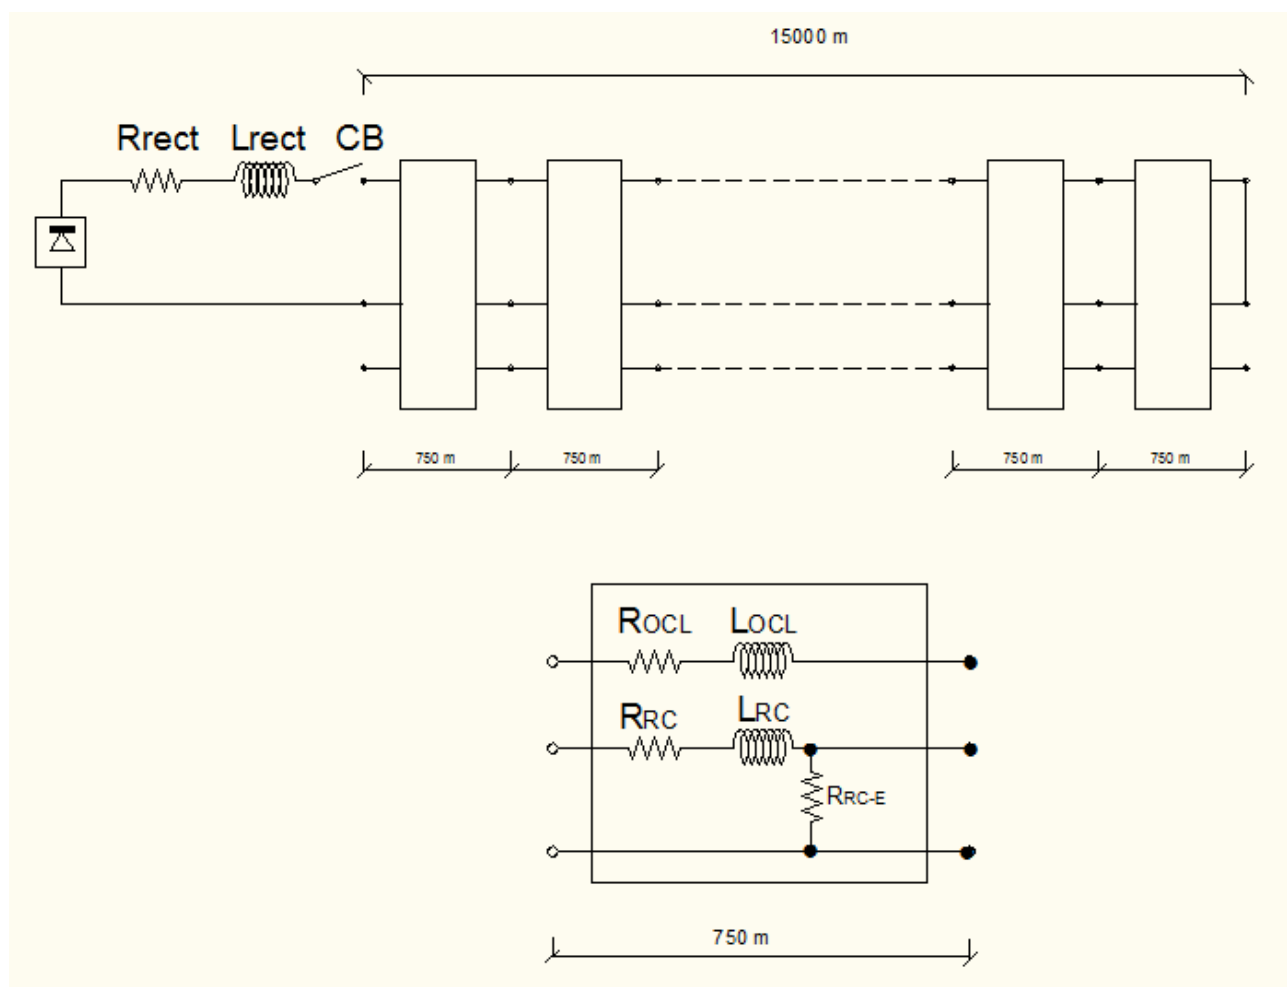 15000 m
Rrect Lrect CB
750 m 750 m 750 m 750 m
ROCL LOCL
RRC LRC
RRC-E
750 m